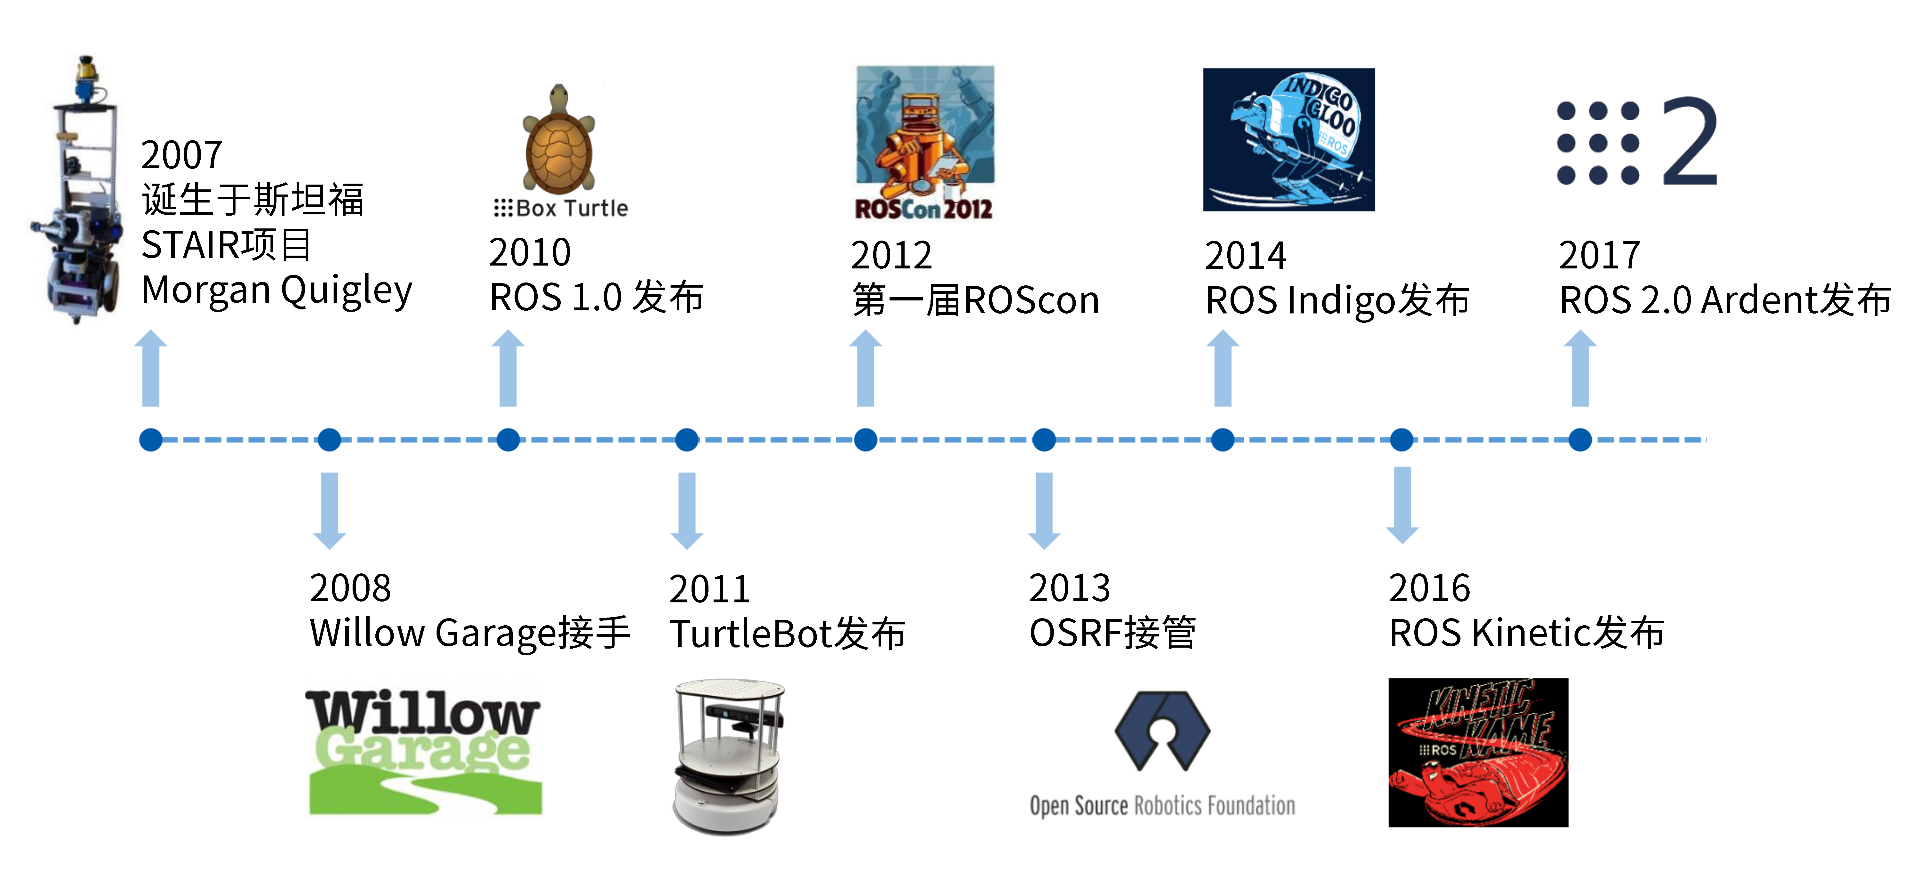 2007
诞生于斯坦福
STAIR项目
Morgan Quigley
Box Turtle
2010
ROS 1.0 发布
ROSCon 2012
2012
第一届ROScon
INDIGO
IGLOO
ROS
2014
ROS Indigo发布
2
2017
ROS 2.0 Ardent发布
2008
Willow Garage接手
Willow
Garage
2011
TurtleBot发布
2013
OSRF接管
Open Source Robotics Foundation
2016
ROS Kinetic发布
KINETIC
KAME
ROS